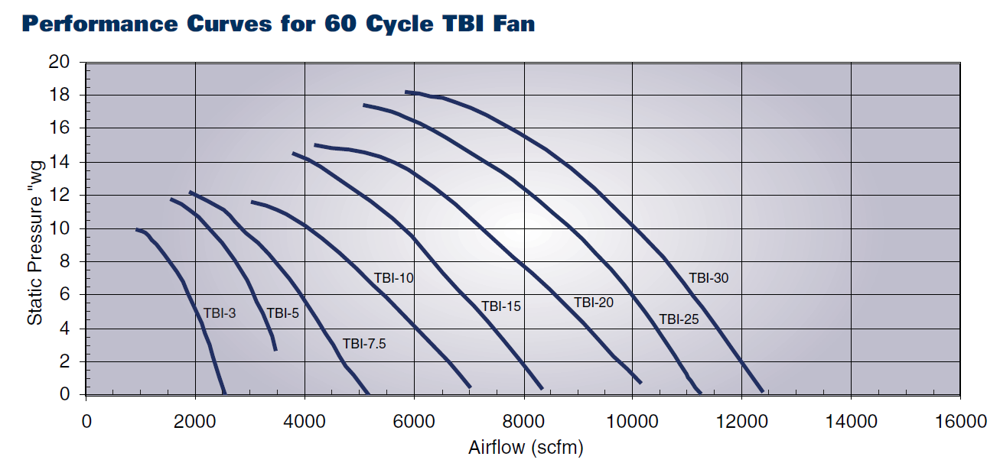 Performance Curves for 60 Cycle TBI Fan
20
18
16
14
12
10
8
6
4
2
0
Static Pressure "wg
TBI-3
TBI-5
TBI-7.5
TBI-10
TBI-15
TBI-20
TBI-25
TBI-30
0 2000 4000 6000 8000 10000 12000 14000 16000
Airflow (scfm)